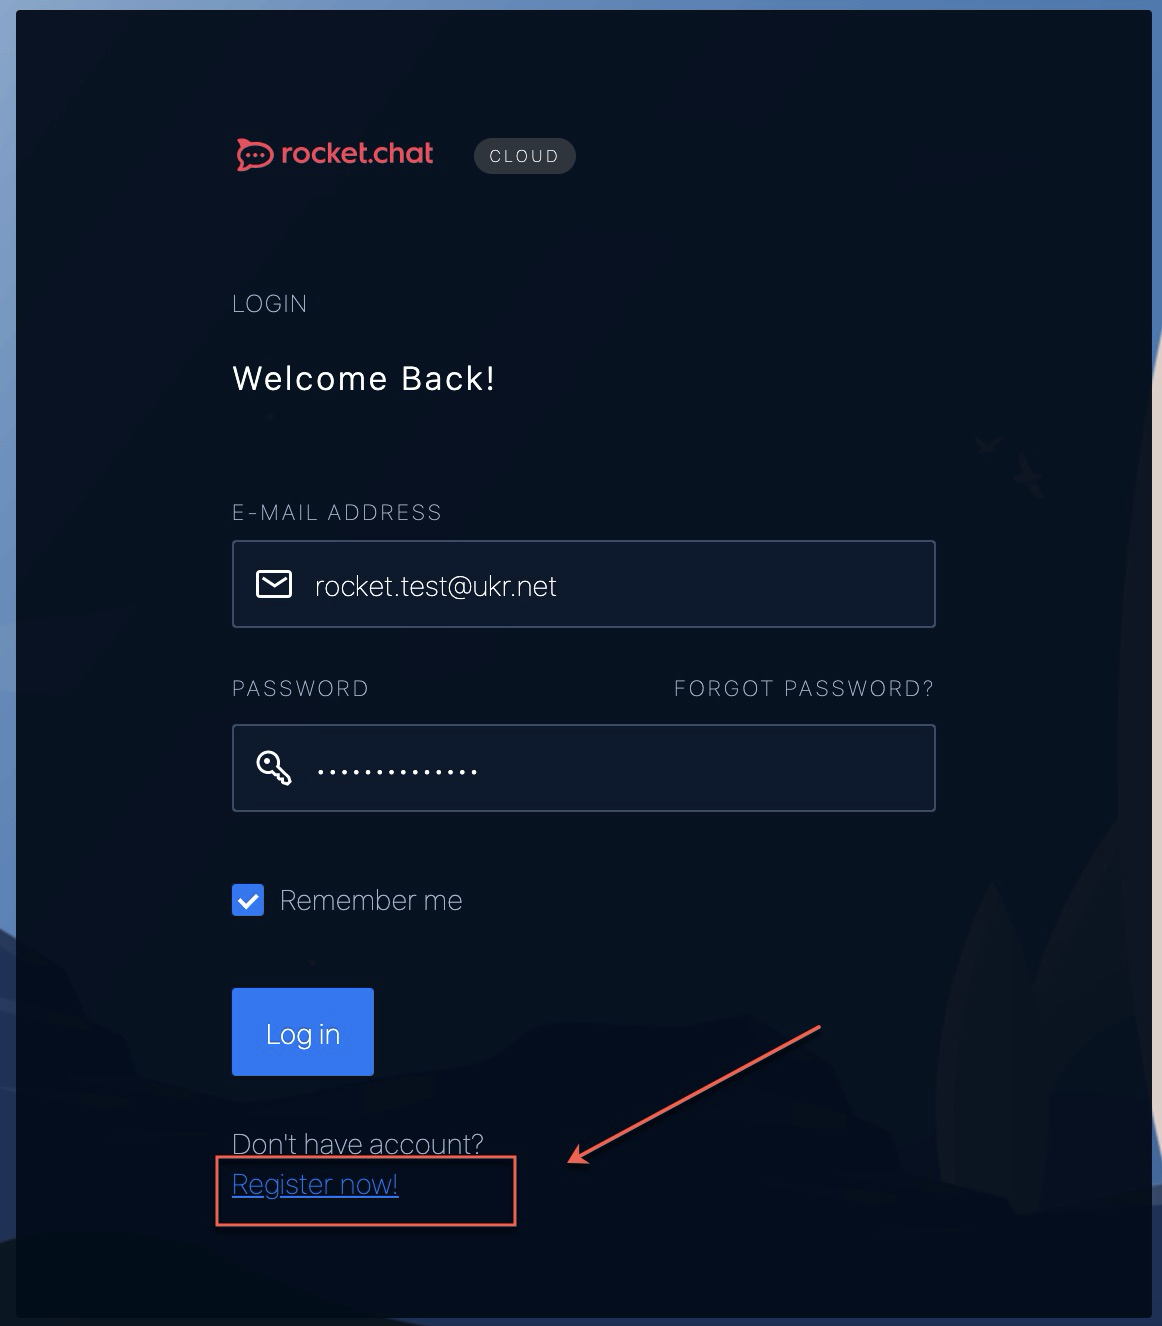 rocket.chat CLOUD
LOGIN
Welcome Back!
E-MAIL ADDRESS
rocket.test@ukr.net
PASSWORD FORGOT PASSWORD?
Remember me
Log in
Don't have account?
Register now!